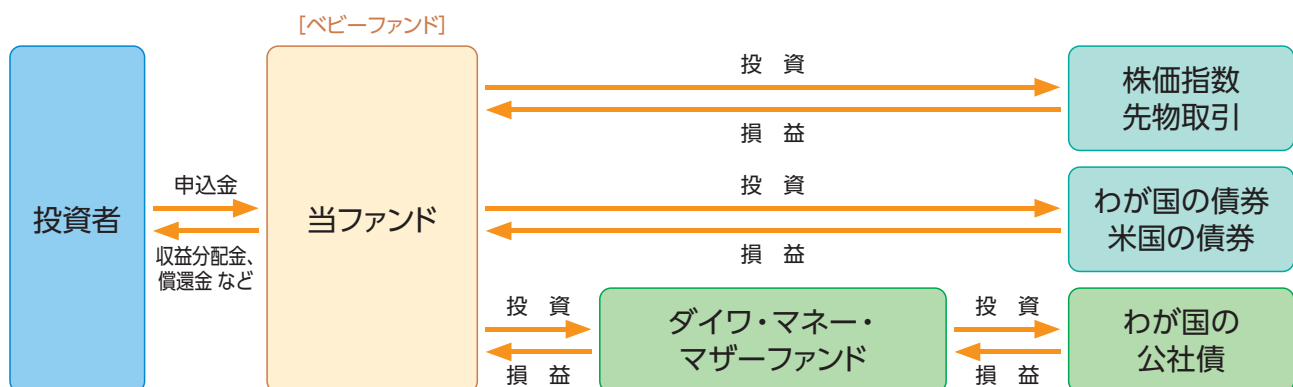 [ベビーファンド]
投資者
申込金
収益分配金、
償還金 など
当ファンド
投 資
損 益
株価指数
先物取引
投 資
損 益
わが国の債券
米国の債券
投 資
損 益
ダイワ・マネー・
マザーファンド
投 資
損 益
わが国の
公社債